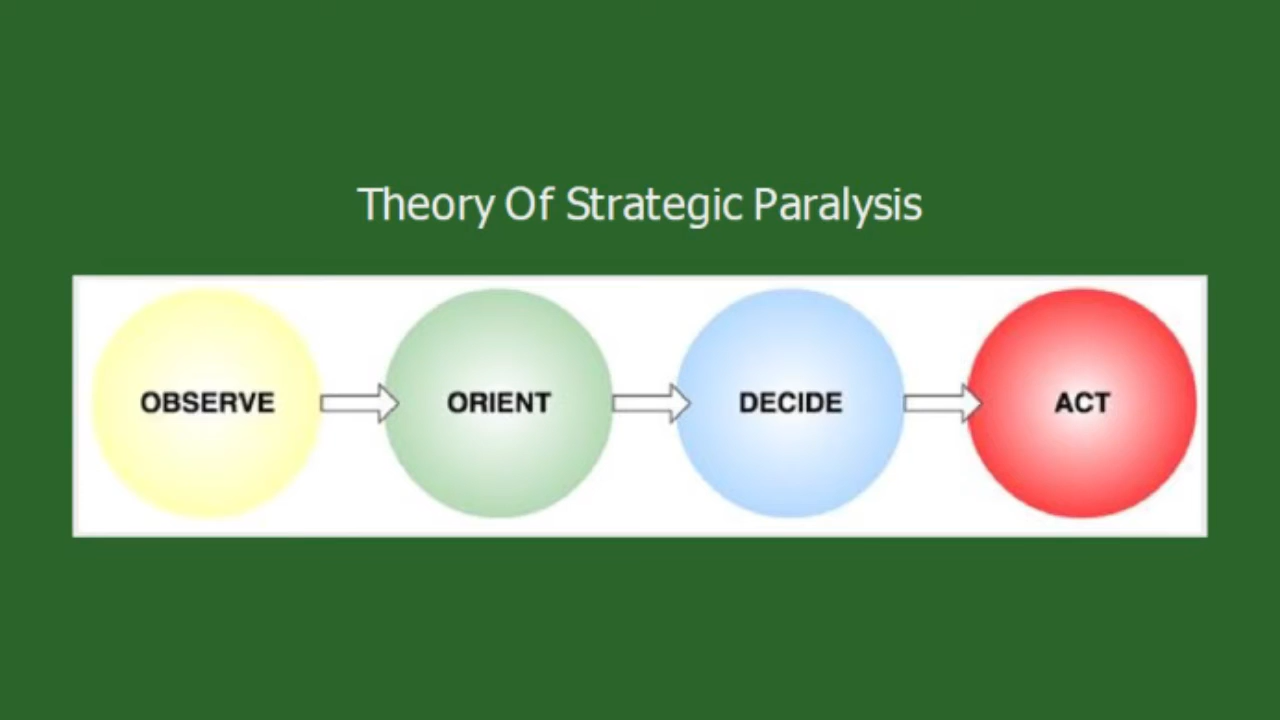 Theory Of Strategic Paralysis
OBSERVE ORIENT DECIDE ACT